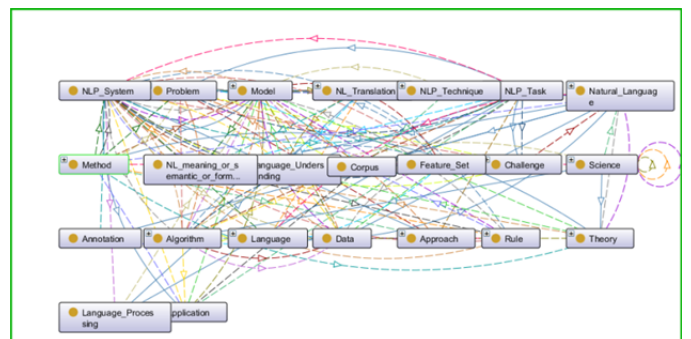 NLP_System
Problem
Model
NL_Translation
NLP_Technique
NLP_Task
Natural_Languag
e
Method
NL_meaning_or_s
emantic_or_form...
anguage_Unders
nding
Corpus
Feature_Set
Challenge
Science
Annotation
Algorithm
Language
Data
Approach
Rule
Theory
Language_Proces
sing
pplication